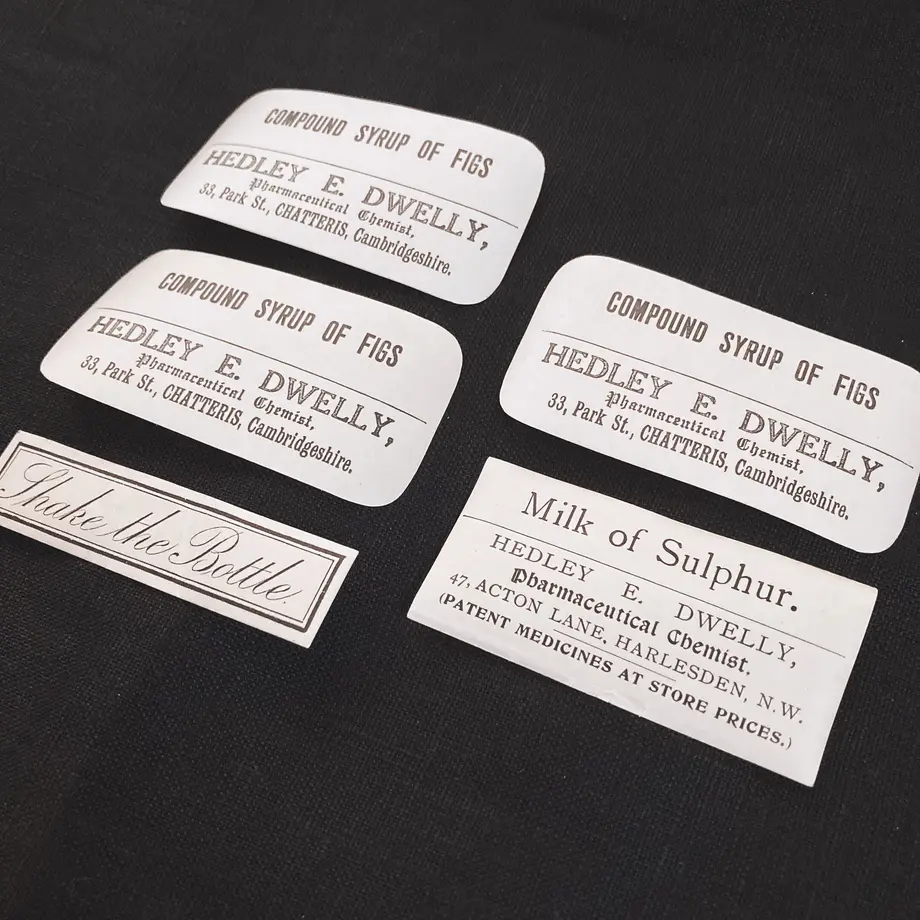 COMPOUND SYRUP OF FIGS
HEDLEY E. DWELLY,
Pharmaceutical Chemist,
33, Park St., CHATTERIS, Cambridgeshire.
COMPOUND SYRUP OF FIGS
HEDLEY E. DWELLY,
Pharmaceutical Chemist,
33, Park St., CHATTERIS, Cambridgeshire.
COMPOUND SYRUP OF FIGS
HEDLEY E. DWELLY,
Pharmaceutical Chemist,
33, Park St., CHATTERIS, Cambridgeshire.
Shake the Bottle.
Milk of Sulphur.
HEDLEY E. DWELLY,
Pharmaceutical Chemist,
47, ACTON LANE, HARLESDEN, N.W.
(PATENT MEDICINES AT STORE PRICES.)